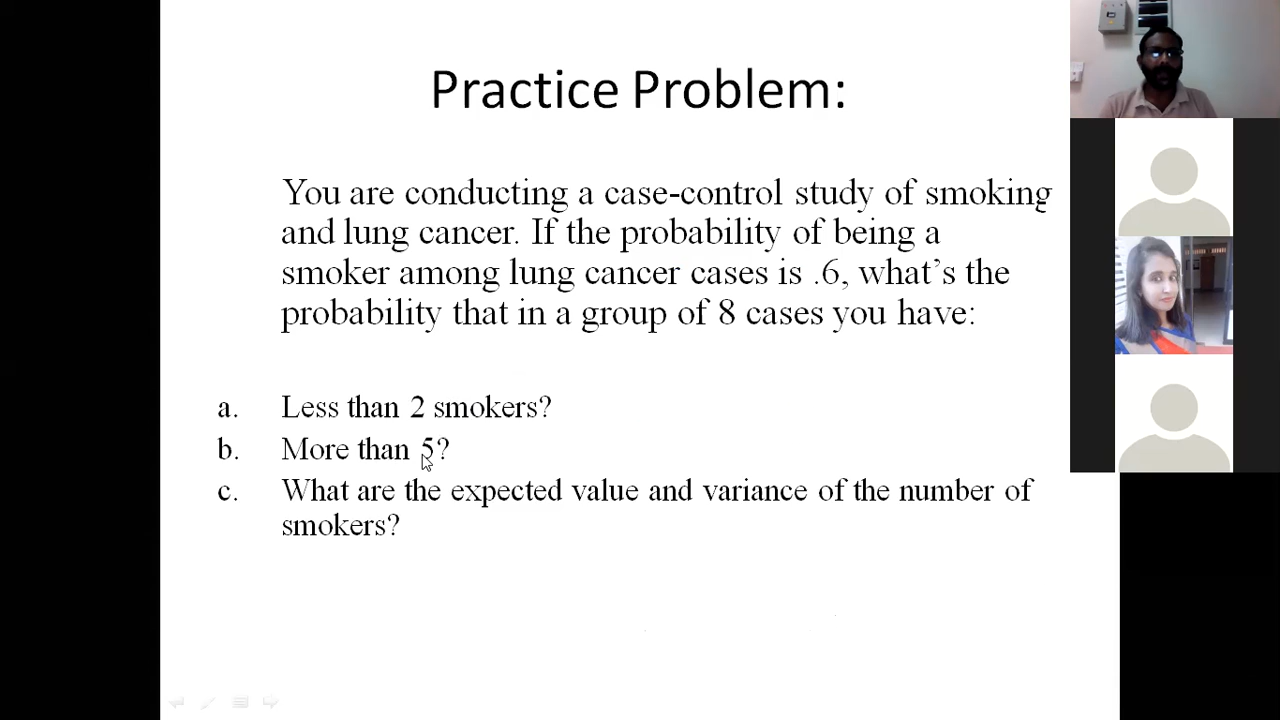 Practice Problem:
You are conducting a case-control study of smoking
and lung cancer. If the probability of being a
smoker among lung cancer cases is .6, what’s the
probability that in a group of 8 cases you have:
a. Less than 2 smokers?
b. More than 5?
c. What are the expected value and variance of the number of
smokers?